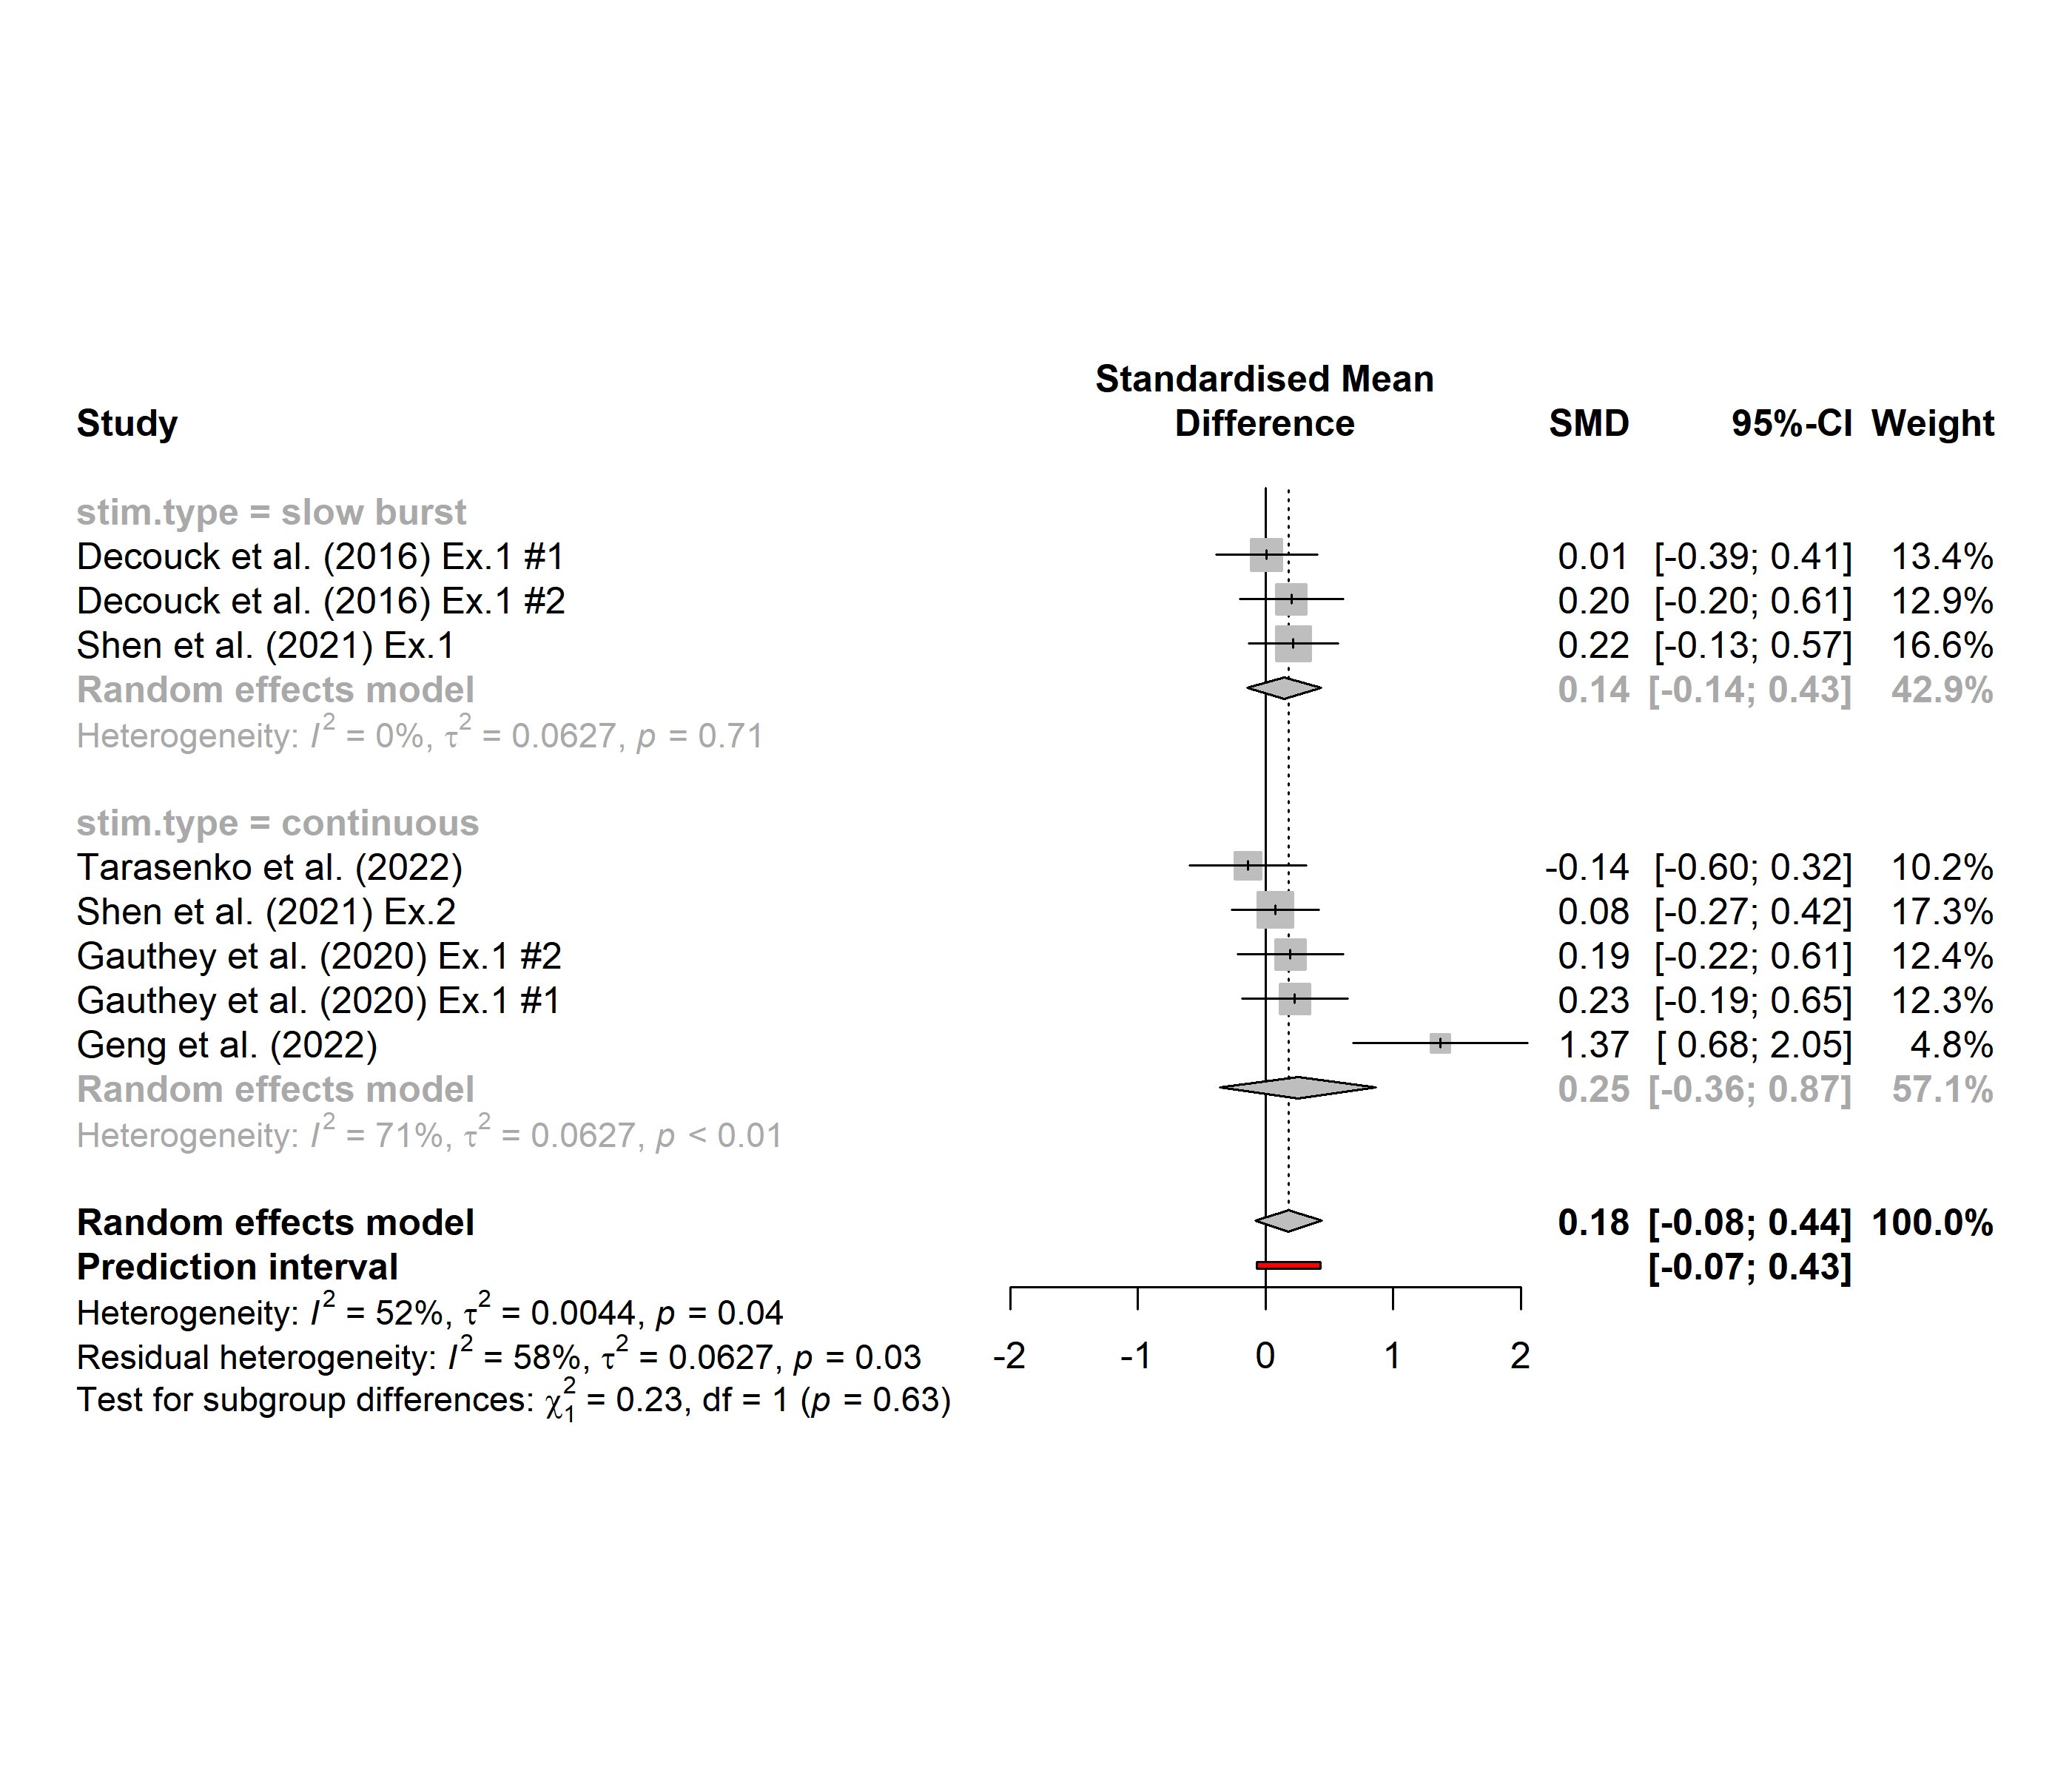 Standardised Mean
Study Difference SMD 95%-CI Weight
stim.type = slow burst
Decouck et al. (2016) Ex.1 #1 0.01 [-0.39; 0.41] 13.4%
Decouck et al. (2016) Ex.1 #2 0.20 [-0.20; 0.61] 12.9%
Shen et al. (2021) Ex.1 0.22 [-0.13; 0.57] 16.6%
Random effects model 0.14 [-0.14; 0.43] 42.9%
Heterogeneity: I² = 0%, τ² = 0.0627, p = 0.71
stim.type = continuous
Tarasenko et al. (2022) -0.14 [-0.60; 0.32] 10.2%
Shen et al. (2021) Ex.2 0.08 [-0.27; 0.42] 17.3%
Gauthey et al. (2020) Ex.1 #2 0.19 [-0.22; 0.61] 12.4%
Gauthey et al. (2020) Ex.1 #1 0.23 [-0.19; 0.65] 12.3%
Geng et al. (2022) 1.37 [ 0.68; 2.05] 4.8%
Random effects model 0.25 [-0.36; 0.87] 57.1%
Heterogeneity: I² = 71%, τ² = 0.0627, p < 0.01
Random effects model 0.18 [-0.08; 0.44] 100.0%
Prediction interval [-0.07; 0.43]
Heterogeneity: I² = 52%, τ² = 0.0044, p = 0.04
Residual heterogeneity: I² = 58%, τ² = 0.0627, p = 0.03 -2 -1 0 1 2
Test for subgroup differences: χ²₁ = 0.23, df = 1 (p = 0.63)